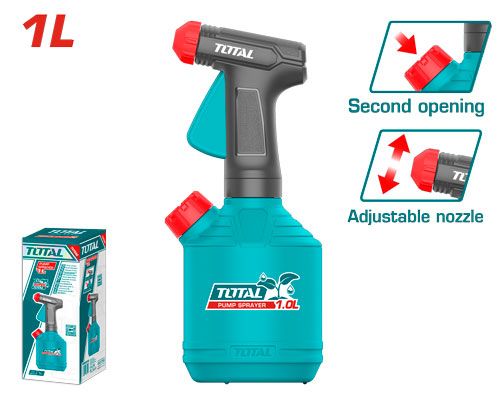 1L
TOTAL
Second opening
Adjustable nozzle
TOTAL
PUMP SPRAYER 1.0L
TOTAL
TOTAL